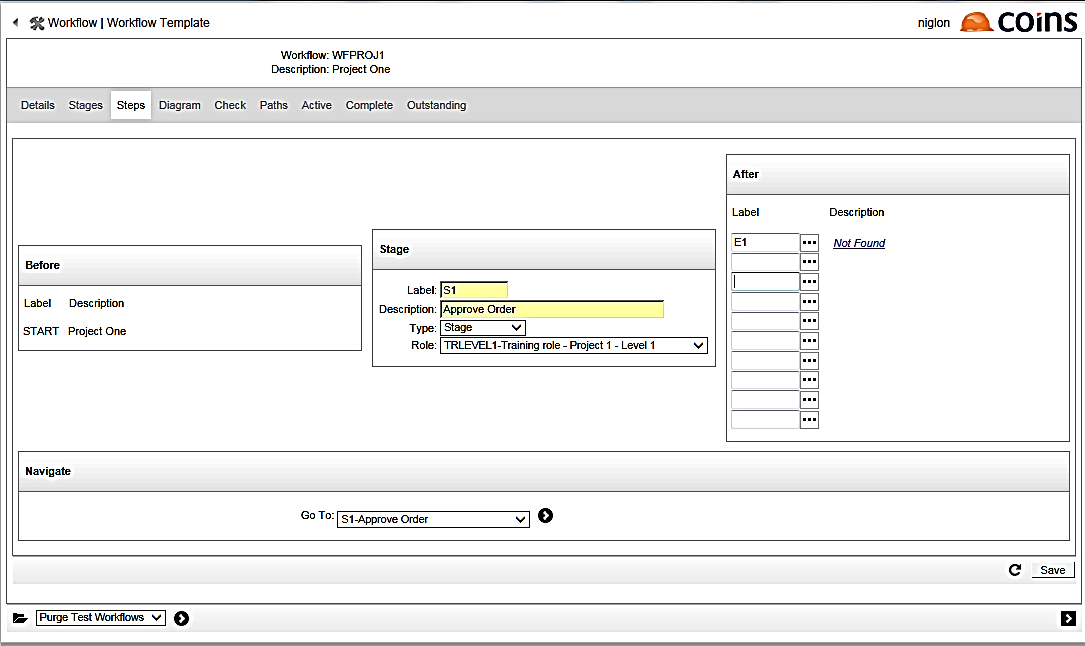 Workflow | Workflow Template
niglon
coins
Workflow: WFPROJ1
Description: Project One
Details Stages Steps Diagram Check Paths Active Complete Outstanding
Before
Label Description
START Project One
Stage
Label: S1
Description: Approve Order
Type: Stage
Role: TRLEVEL1-Training role - Project 1 - Level 1
After
Label Description
E1 Not Found
Navigate
Go To: S1-Approve Order
Save
Purge Test Workflows